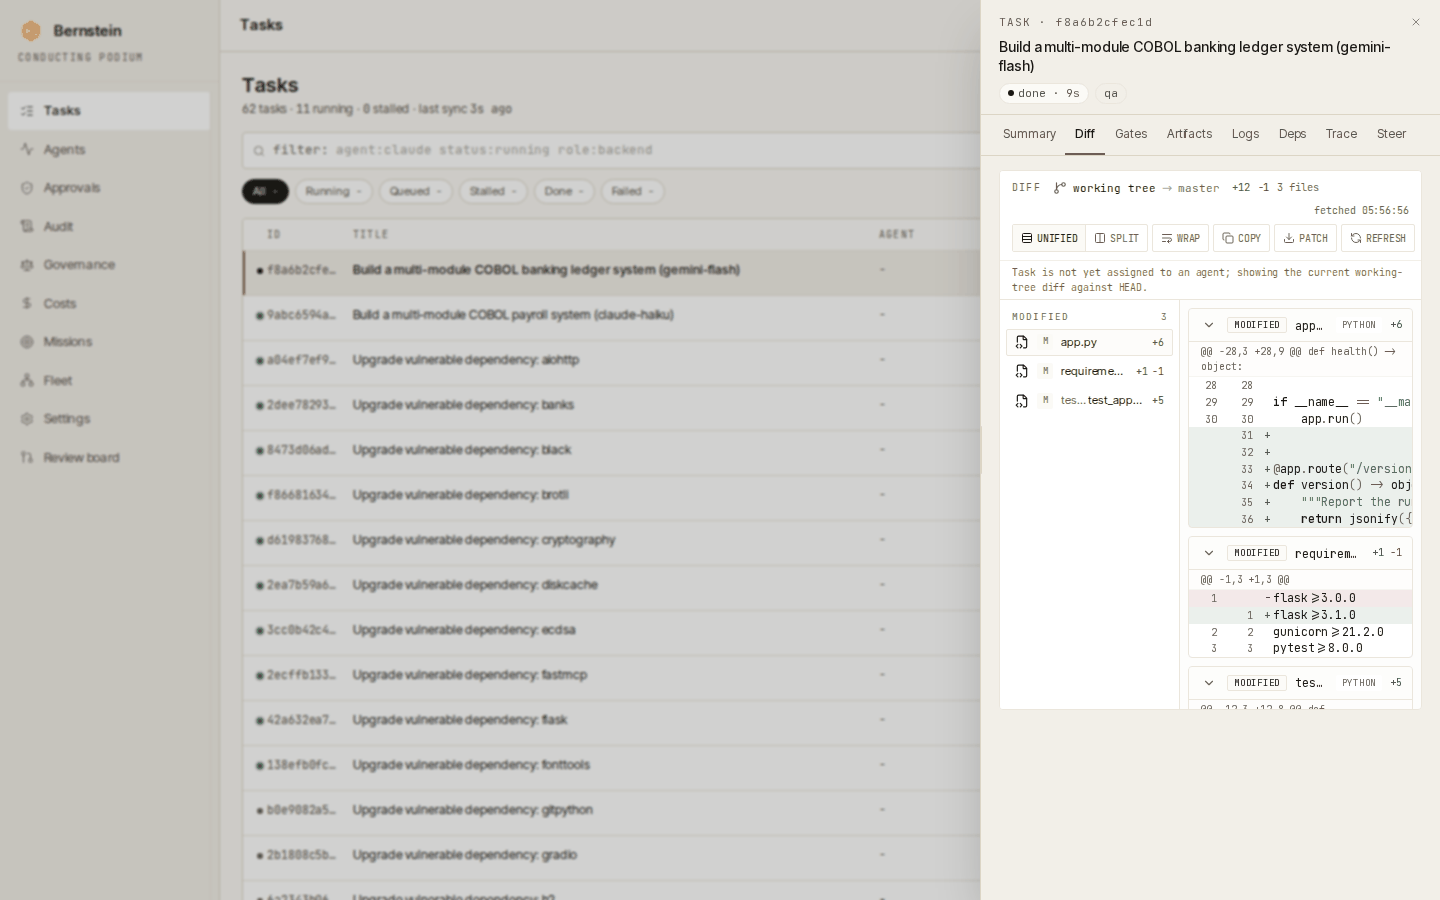 Bernstein
CONDUCTING PODIUM
Tasks
Agents
Approvals
Audit
Governance
Costs
Missions
Fleet
Settings
Review board
Tasks
Tasks
62 tasks · 11 running · 0 stalled · last sync 3s ago
filter: agent:claude status:running role:backend
All -
Running -
Queued -
Stalled -
Done -
Failed -
ID TITLE AGENT
f8a6b2cfe… Build a multi-module COBOL banking ledger system (gemini-flash) -
9abc6594a… Build a multi-module COBOL payroll system (claude-haiku) -
a04ef7ef9… Upgrade vulnerable dependency: aiohttp -
2dee78293… Upgrade vulnerable dependency: banks -
8473d06ad… Upgrade vulnerable dependency: black -
f86681634… Upgrade vulnerable dependency: brotli -
d61983768… Upgrade vulnerable dependency: cryptography -
2ea7b59a6… Upgrade vulnerable dependency: diskcache -
3cc0b42c4… Upgrade vulnerable dependency: ecdsa -
2ecffb133… Upgrade vulnerable dependency: fastmcp -
42a632ea7… Upgrade vulnerable dependency: flask -
138efb0fc… Upgrade vulnerable dependency: fonttools -
b0e9082a5… Upgrade vulnerable dependency: gitpython -
2b1808c5b… Upgrade vulnerable dependency: gradio -
Upgrade vulnerable dependency: h2 -
TASK · f8a6b2cfec1d
Build a multi-module COBOL banking ledger system (gemini-
flash)
done · 9s
qa
Summary
Diff
Gates
Artifacts
Logs
Deps
Trace
Steer
DIFF working tree → master +12 -1 3 files
fetched 05:56:56
UNIFIED
SPLIT
WRAP
COPY
PATCH
REFRESH
Task is not yet assigned to an agent; showing the current working-
tree diff against HEAD.
MODIFIED 3
M app.py +6
M requireme… +1 -1
M tes… test_app… +5
MODIFIED app… PYTHON +6
@@ -28,3 +28,9 @@ def health() ->
object:
28 28
29 29 if __name__ == "__ma
30 30 app.run()
31 +
32 +
33 +@app.route("/version
34 +def version() -> obj
35 + """Report the ru
36 + return jsonify({
MODIFIED requirem… +1 -1
@@ -1,3 +1,3 @@
1 -flask>=3.0.0
1 +flask>=3.1.0
2 2 gunicorn>=21.2.0
3 3 pytest>=8.0.0
MODIFIED tes… PYTHON +5
@@ -12,3 +12,8 @@ def